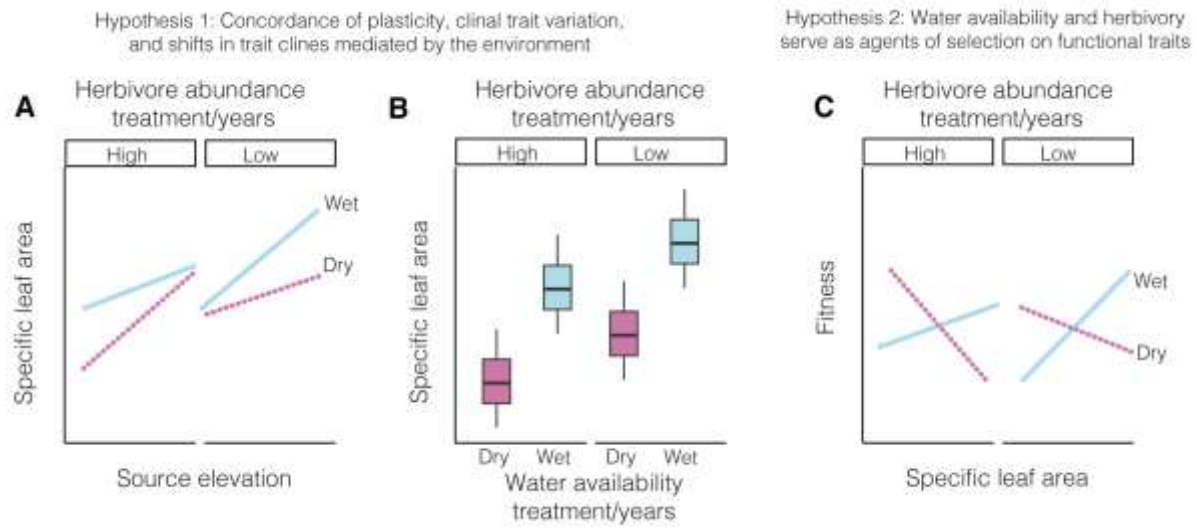 Hypothesis 1: Concordance of plasticity, clinal trait variation,
and shifts in trait clines mediated by the environment
Hypothesis 2: Water availability and herbivory
serve as agents of selection on functional traits
A
Herbivore abundance
treatment/years
High
Low
Specific leaf area
Wet
Dry
Source elevation
B
Herbivore abundance
treatment/years
High
Low
Specific leaf area
Dry
Wet
Dry
Wet
Water availability
treatment/years
C
Herbivore abundance
treatment/years
High
Low
Fitness
Wet
Dry
Specific leaf area